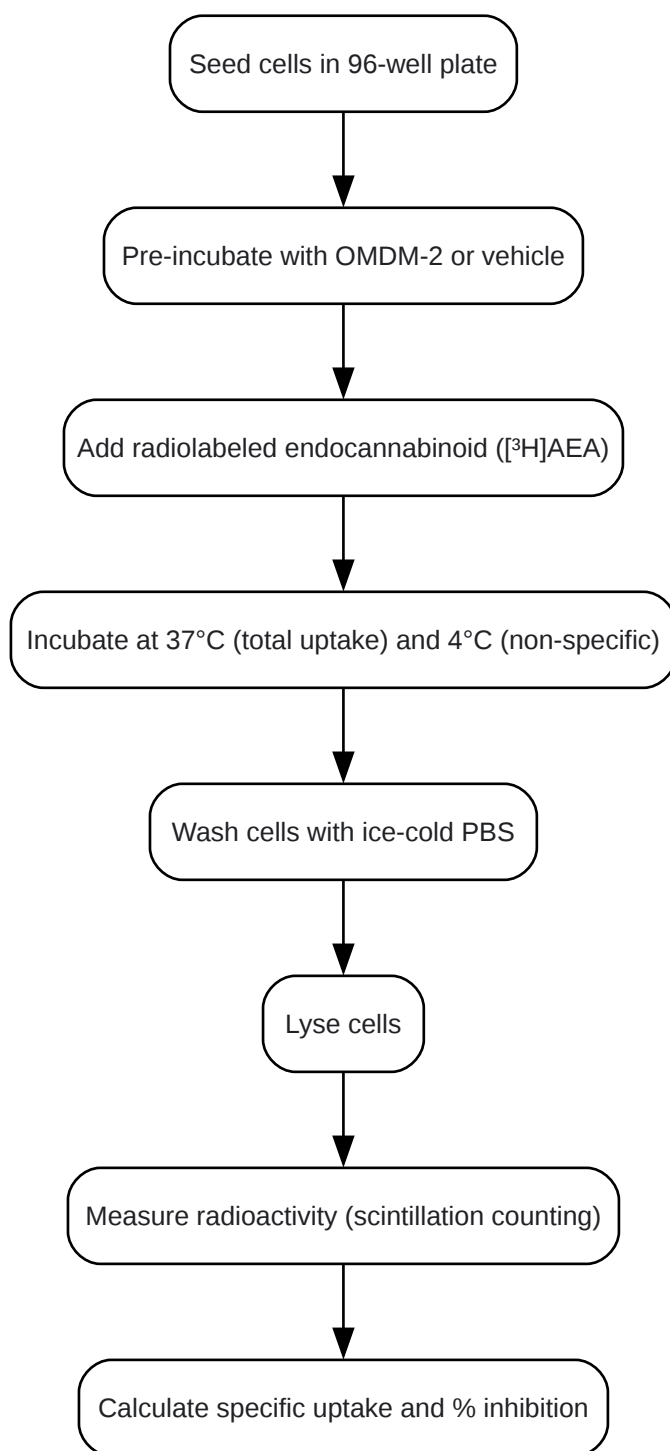 Seed cells in 96-well plate
Pre-incubate with OMDM-2 or vehicle
Add radiolabeled endocannabinoid ([³H]AEA)
Incubate at 37°C (total uptake) and 4°C (non-specific)
Wash cells with ice-cold PBS
Lyse cells
Measure radioactivity (scintillation counting)
Calculate specific uptake and % inhibition